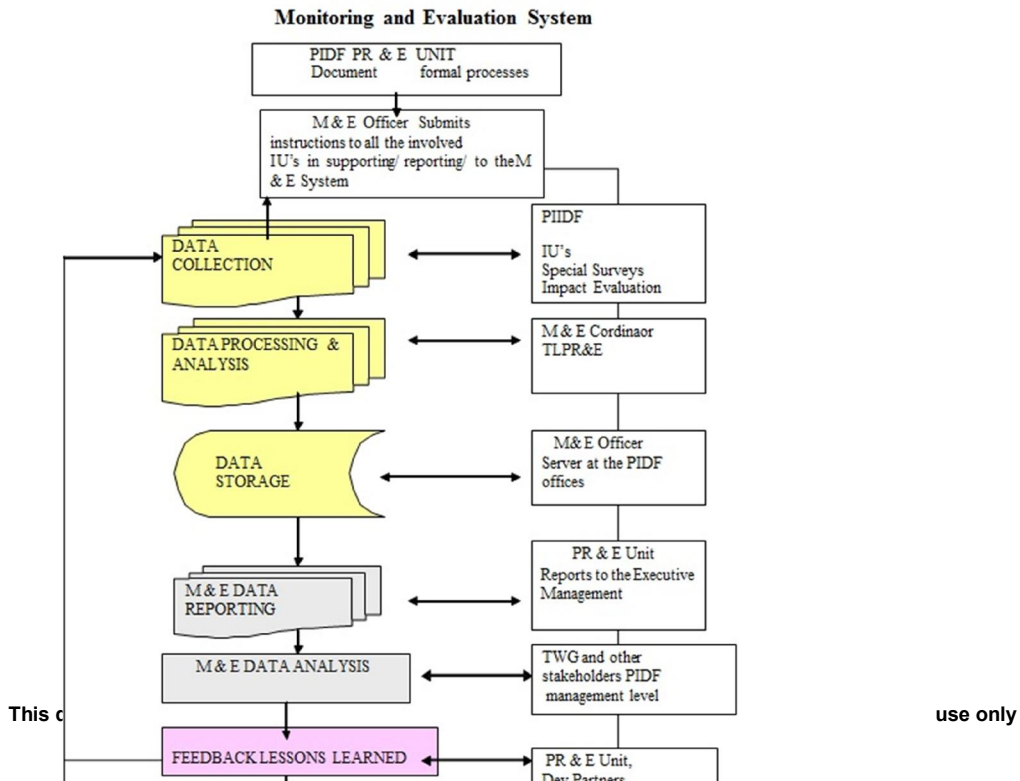 Monitoring and Evaluation System
PIDF PR & E UNIT
Document formal processes
M & E Officer Submits
instructions to all the involved
IU's in supporting/ reporting/ to the M
& E System
DATA
COLLECTION
PIIDF
IU's
Special Surveys
Impact Evaluation
DATA PROCESSING &
ANALYSIS
M & E Cordinaor
TLPR&E
DATA
STORAGE
M& E Officer
Server at the PIDF
offices
M & E DATA
REPORTING
PR & E Unit
Reports to the Executive
Management
M & E DATA ANALYSIS
TWG and other
stakeholders PIDF
management level
This
use only
FEEDBACK LESSONS LEARNED
PR & E Unit,
Dev Partners